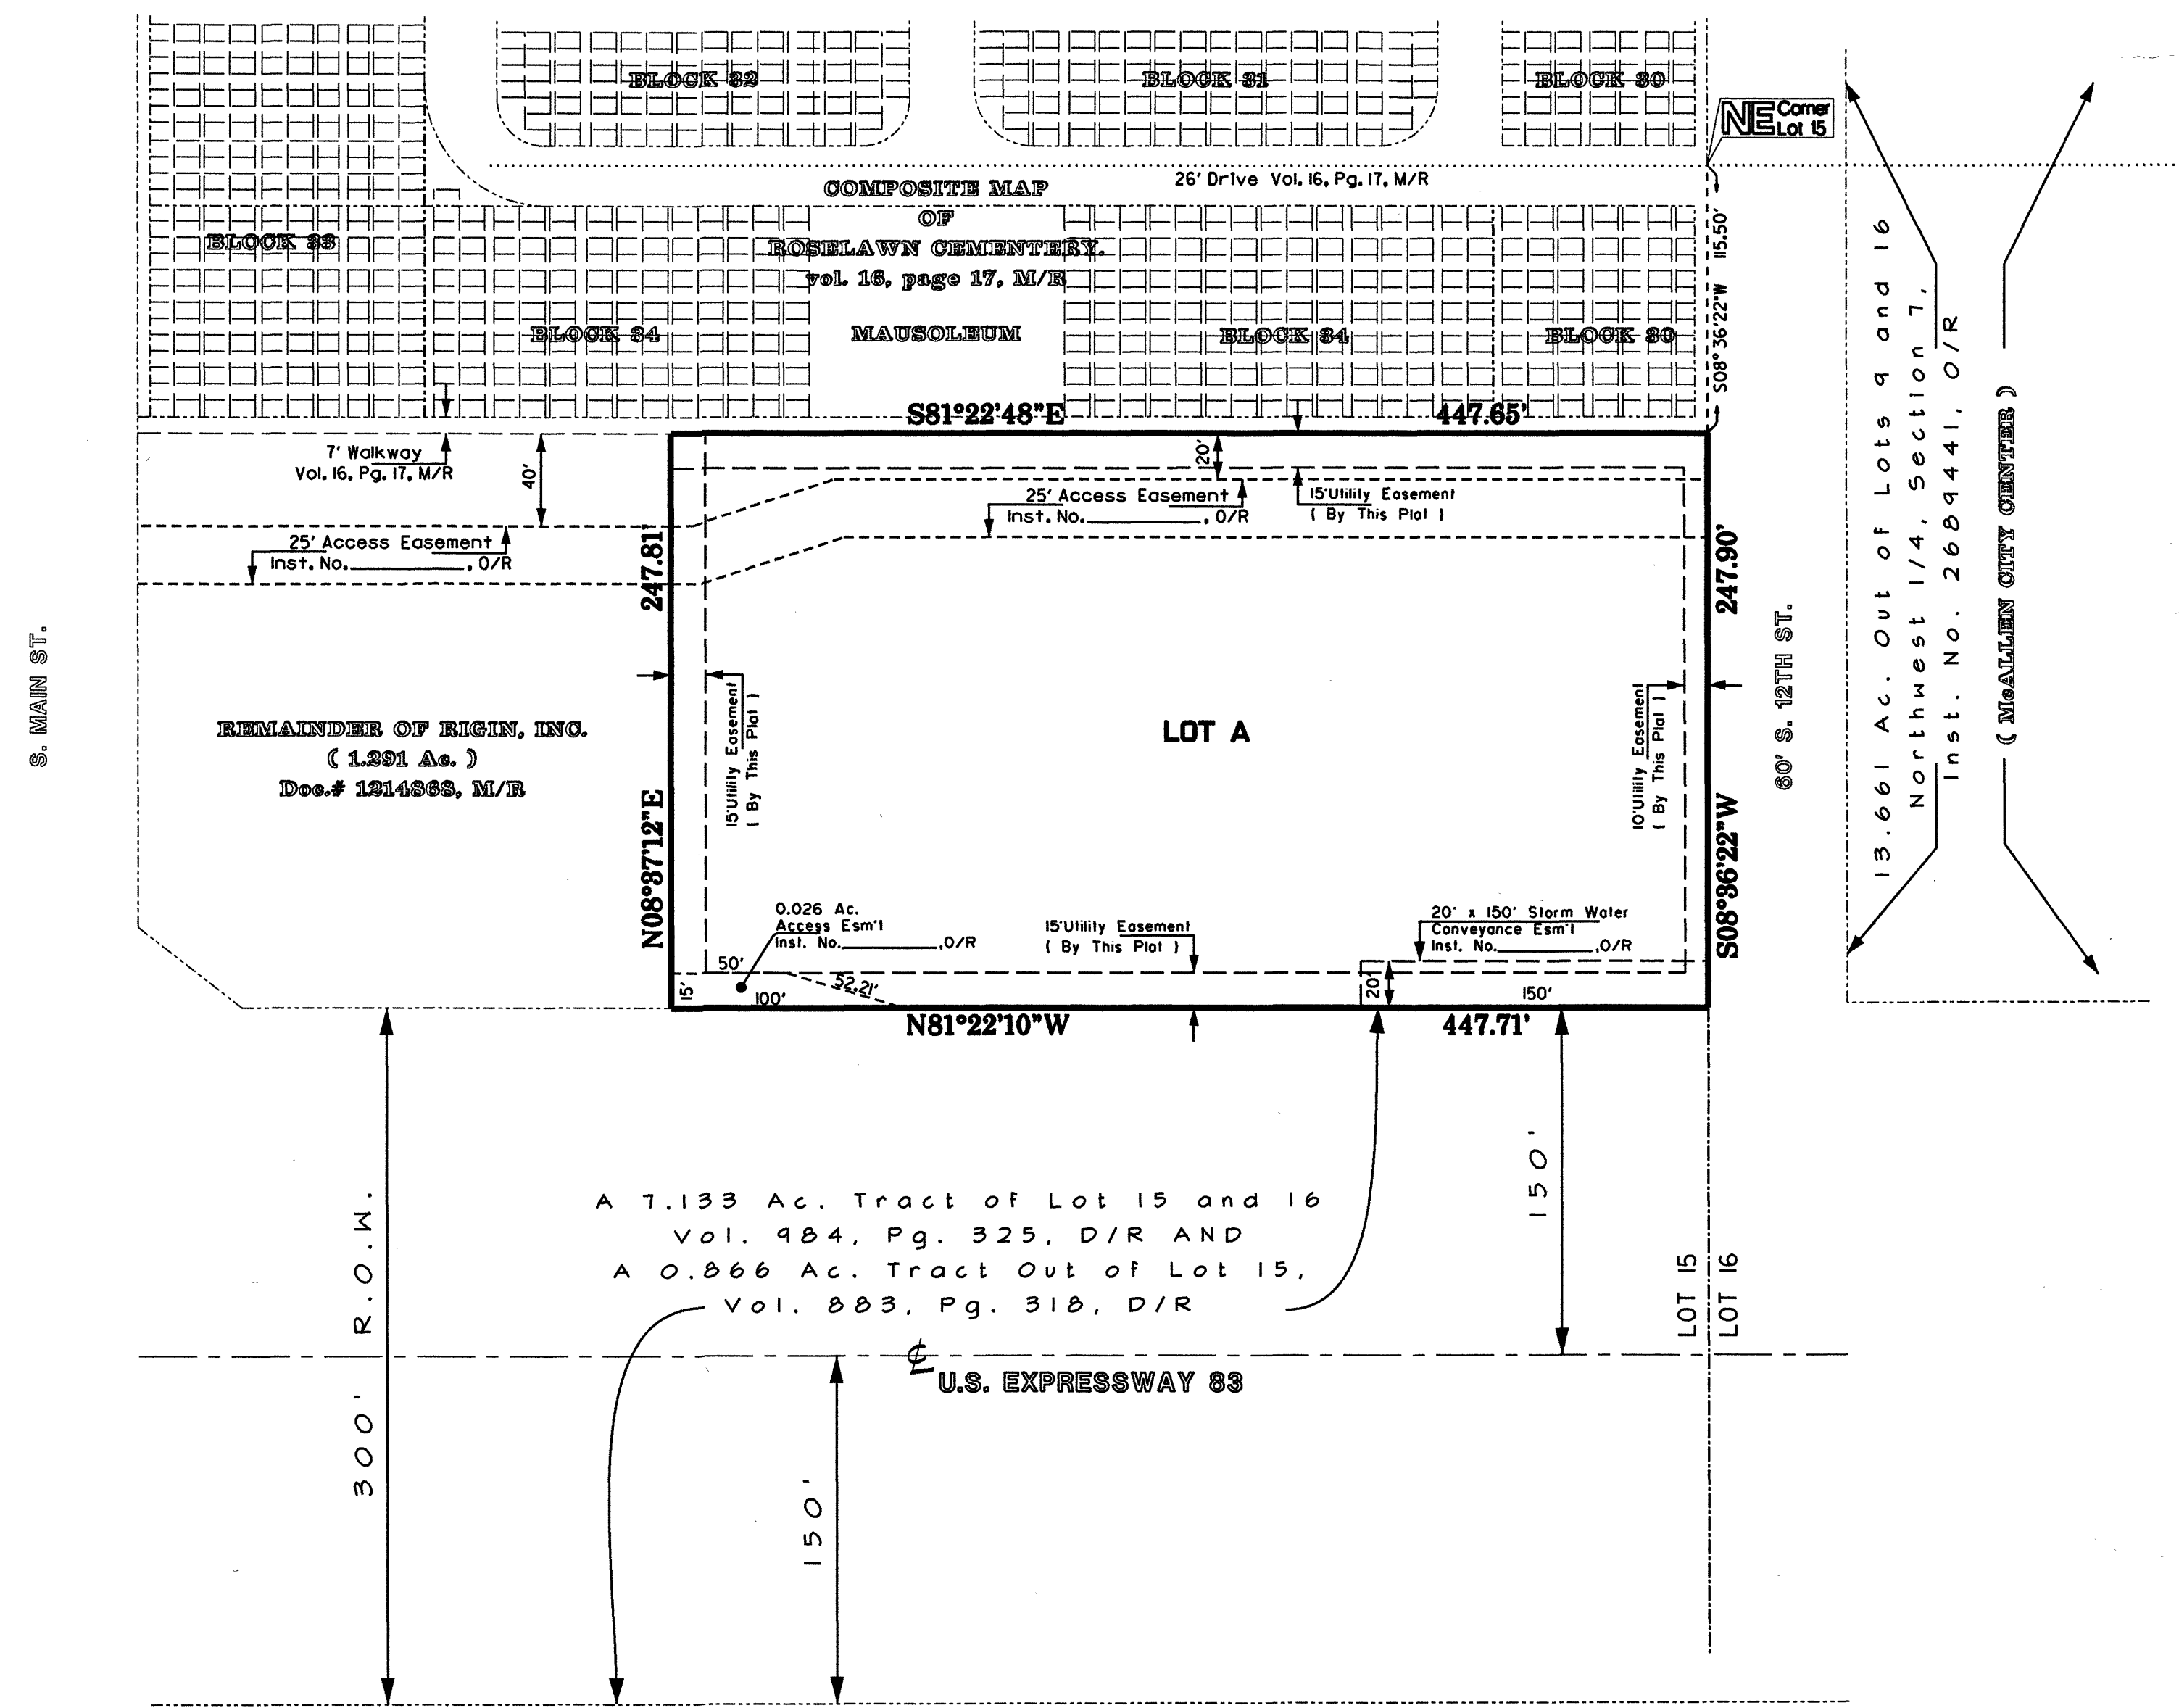 BLOCK 32
BLOCK 31
BLOCK 30
NE Corner
Lot 15
26' Drive Vol. 16, Pg. 17, M/R
COMPOSITE MAP
OF
ROSELAWN CEMENTERY.
vol. 16, page 17, M/R
BLOCK 33
BLOCK 34
MAUSOLEUM
BLOCK 34
BLOCK 30
S08°36'22"W 115.50'
S81°22'48"E 447.65'
7' Walkway
Vol. 16, Pg. 17, M/R
40'
20'
25' Access Easement
Inst. No.__________, O/R
15' Utility Easement
( By This Plat )
25' Access Easement
Inst. No.__________, O/R
247.81'
N08°37'12"E
247.90'
S08°36'22"W
S. MAIN ST.
REMAINDER OF RIGIN, INC.
( 1.291 Ac. )
Doc.# 1214868, M/R
15' Utility Easement
( By This Plat )
LOT A
10' Utility Easement
( By This Plat )
60' S. 12TH ST.
13.661 Ac. Out of Lots 9 and 16
Northwest 1/4, Section 7,
Inst. No. 2689441, O/R
( McALLEN CITY CENTER )
0.026 Ac.
Access Esm't
Inst. No.__________,O/R
15' Utility Easement
( By This Plat )
20' x 150' Storm Water
Conveyance Esm't
Inst. No.__________,O/R
50'
15'
100'
52.21'
20'
150'
N81°22'10"W 447.71'
300' R.O.W.
150'
A 7.133 Ac. Tract of Lot 15 and 16
Vol. 984, Pg. 325, D/R AND
A 0.866 Ac. Tract Out of Lot 15,
Vol. 883, Pg. 318, D/R
LOT 15
LOT 16
℄
U.S. EXPRESSWAY 83
150'